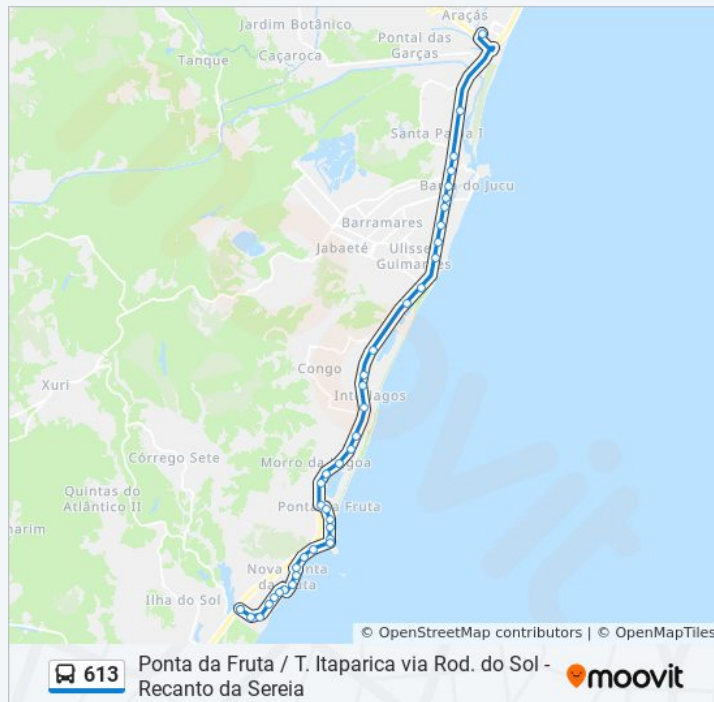 Araçás
Jardim Botânico
Pontal das
Garças
Caçaroca
Tanque
Santa Paula I
Barra do Jucu
Barramares
Jabaeté
Ulisses
Guimarães
Congo
Xuri
Interlagos
Córrego Sete
Morro da Lagoa
Quintas do
Atlântico II
Ponta da Fruta
arim
Nova Ponta
da Fruta
Ilha do Sol
© OpenStreetMap contributors | © OpenMapTiles
613
Ponta da Fruta / T. Itaparica via Rod. do Sol -
Recanto da Sereia
moovit